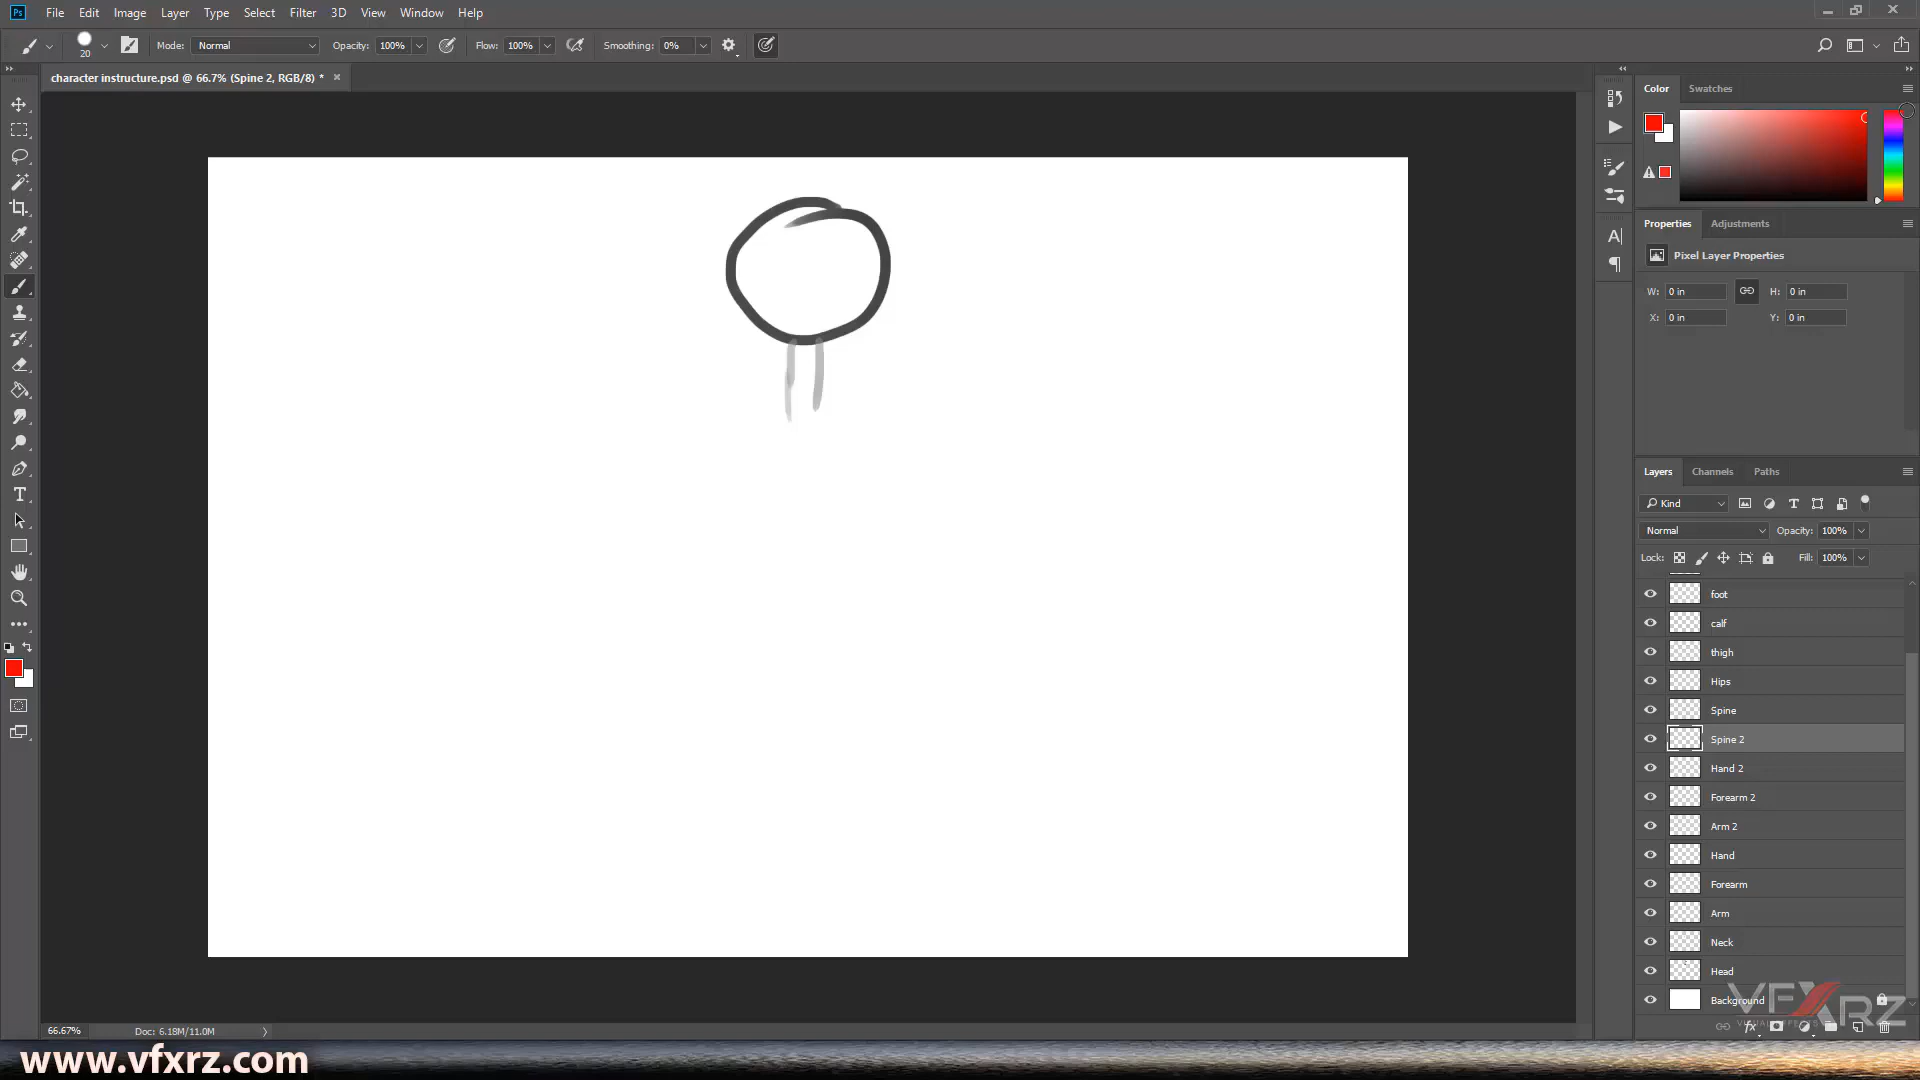 Ps File Edit Image Layer Type Select Filter 3D View Window Help
20 Mode: Normal Opacity: 100% Flow: 100% Smoothing: 0%
character instructure.psd @ 66.7% (Spine 2, RGB/8) *
Color Swatches
Properties Adjustments
Pixel Layer Properties
W: 0 in H: 0 in
X: 0 in Y: 0 in
Layers Channels Paths
Kind
Normal Opacity: 100%
Lock: Fill: 100%
foot
calf
thigh
Hips
Spine
Spine 2
Hand 2
Forearm 2
Arm 2
Hand
Forearm
Arm
Neck
Head
Background
VFXRZ
66.67% Doc: 6.18M/11.0M
www.vfxrz.com